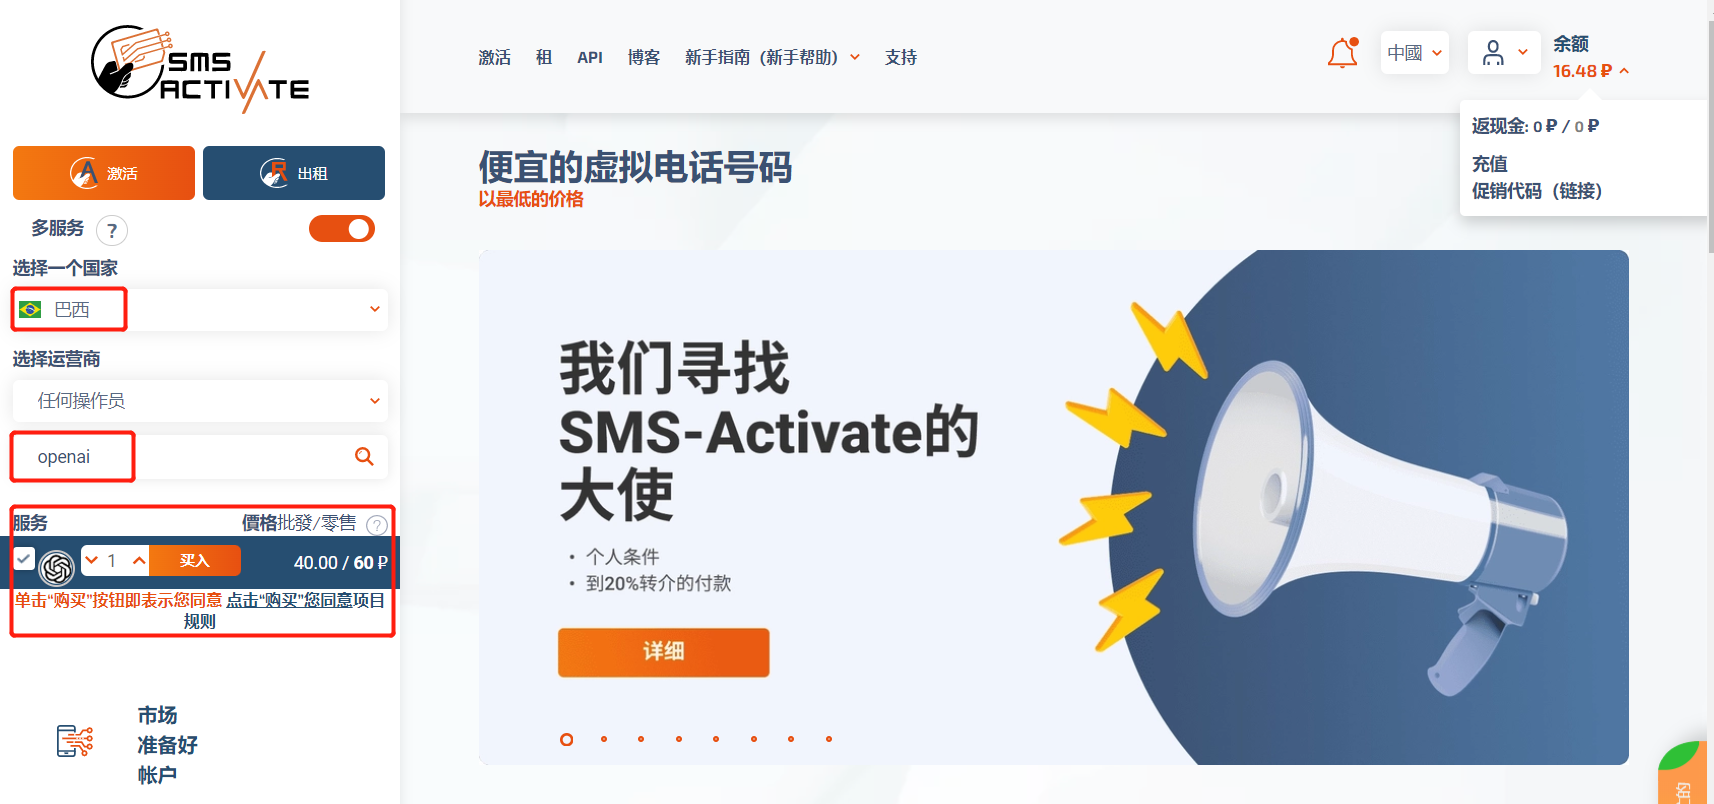 SMS
ACTIVATE
激活
出租
多服务 ?
选择一个国家
巴西
选择运营商
任何操作员
openai
服务
價格批發/零售 ?
1
买入
40.00 / 60 ₽
单击“购买”按钮即表示您同意 点击“购买”您同意项目
规则
市场
准备好
帐户
激活
租
API
博客
新手指南（新手帮助）
支持
中國
余额
16.48 ₽
返现金: 0 ₽ / 0 ₽
充值
促销代码（链接）
便宜的虚拟电话号码
以最低的价格
我们寻找
SMS-Activate的
大使
• 个人条件
• 到20%转介的付款
详细